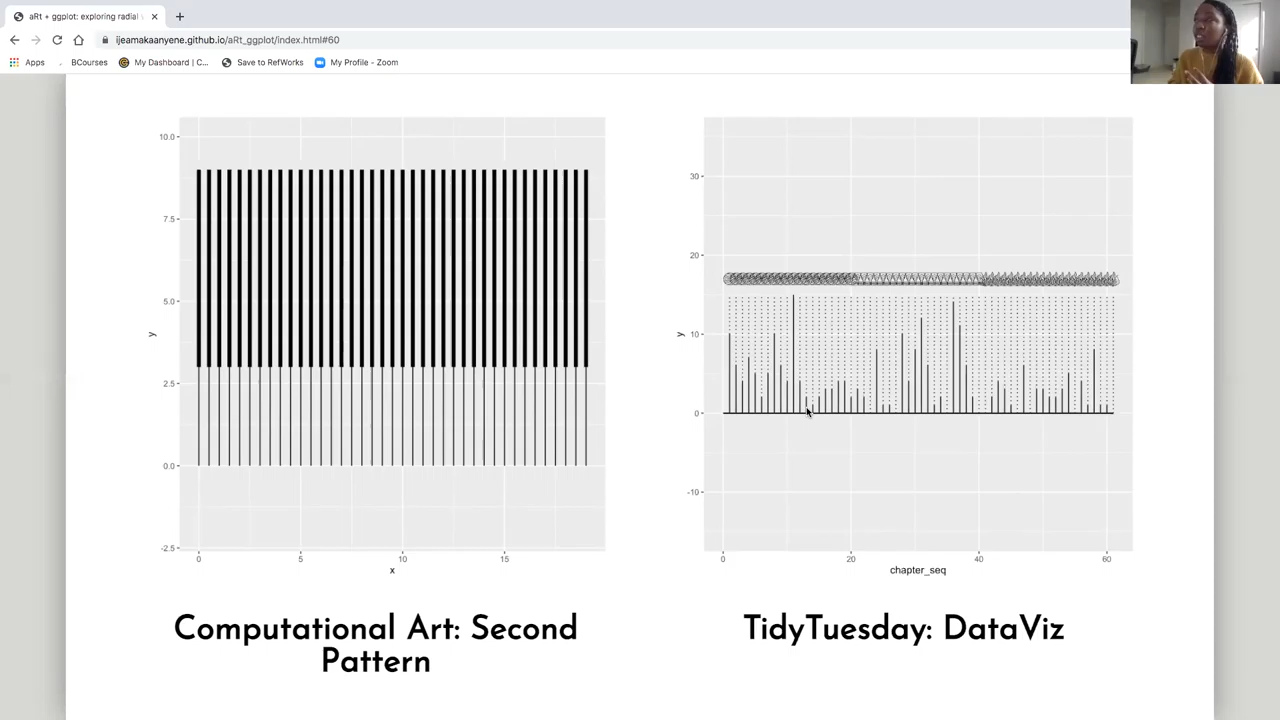 aRt + ggplot: exploring radial
ijeamakaanyene.github.io/aRt_ggplot/index.html#60
Apps BCourses My Dashboard | C... Save to RefWorks My Profile - Zoom
10.0
7.5
5.0
y
2.5
0.0
-2.5
0 5 10 15
x
30
20
10
y
0
-10
0 20 40 60
chapter_seq
Computational Art: Second
Pattern
TidyTuesday: DataViz